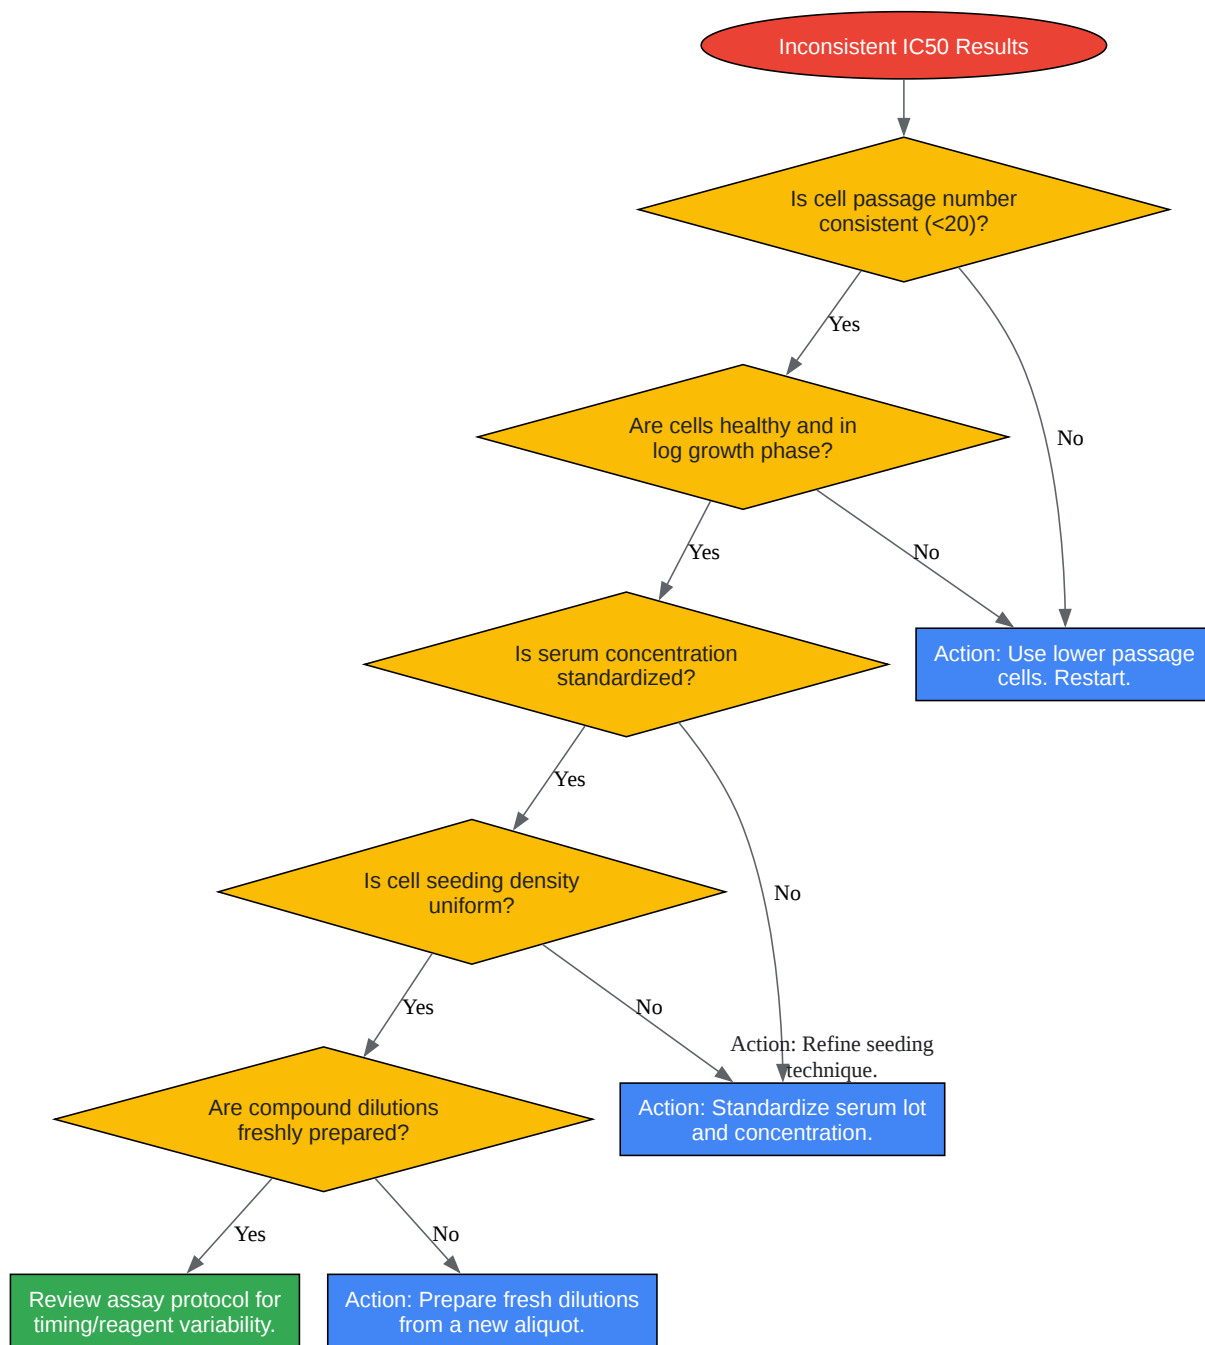 Inconsistent IC50 Results
Is cell passage number
consistent (<20)?
Yes
No
Are cells healthy and in
log growth phase?
Yes
No
Is serum concentration
standardized?
Action: Use lower passage
cells. Restart.
Yes
No
Is cell seeding density
uniform?
Yes
No
Action: Refine seeding
technique.
Action: Standardize serum lot
and concentration.
Are compound dilutions
freshly prepared?
Yes
No
Review assay protocol for
timing/reagent variability.
Action: Prepare fresh dilutions
from a new aliquot.